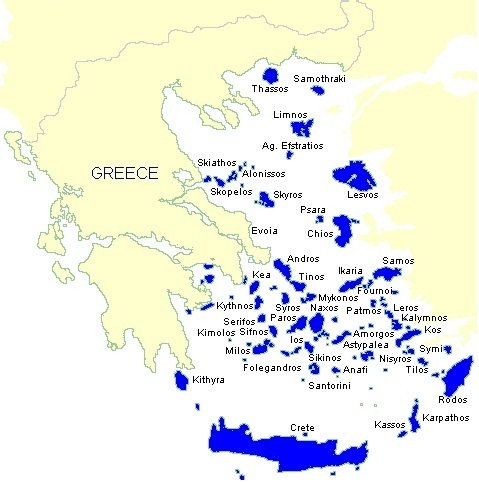 Samothraki
Thassos
Limnos
Ag. Efstratios
Skiathos
Alonissos
GREECE
Skopelos
Skyros
Lesvos
Psara
Evoia
Chios
Andros
Samos
Ikaria
Kea
Tinos
Fournoi
Mykonos
Kythnos
Syros
Naxos
Patmos
Leros
Serifos
Paros
Kalymnos
Kimolos
Sifnos
Ios
Amorgos
Kos
Astypalea
Milos
Sikinos
Nisyros
Symi
Folegandros
Anafi
Tilos
Kithyra
Santorini
Rodos
Karpathos
Kassos
Crete